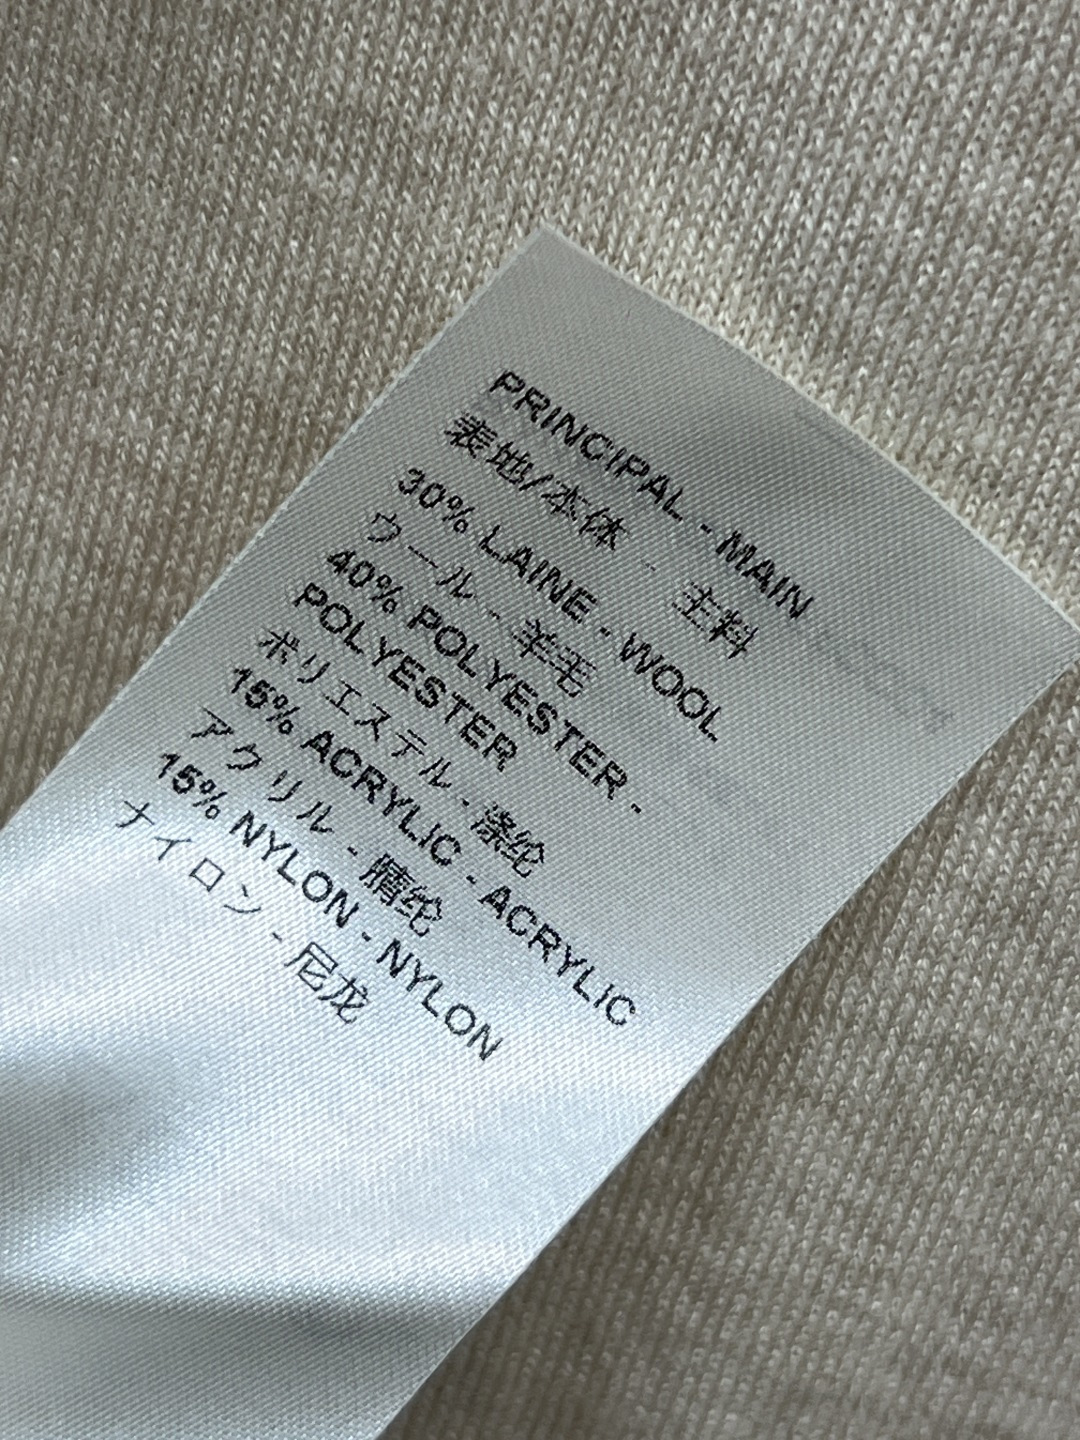 PRINCIPAL - MAIN
表地/本体 - 主料
30% LAINE - WOOL
ウール - 羊毛
40% POLYESTER -
POLYESTER
ポリエステル - 涤纶
15% ACRYLIC - ACRYLIC
アクリル - 腈纶
15% NYLON - NYLON
ナイロン - 尼龙